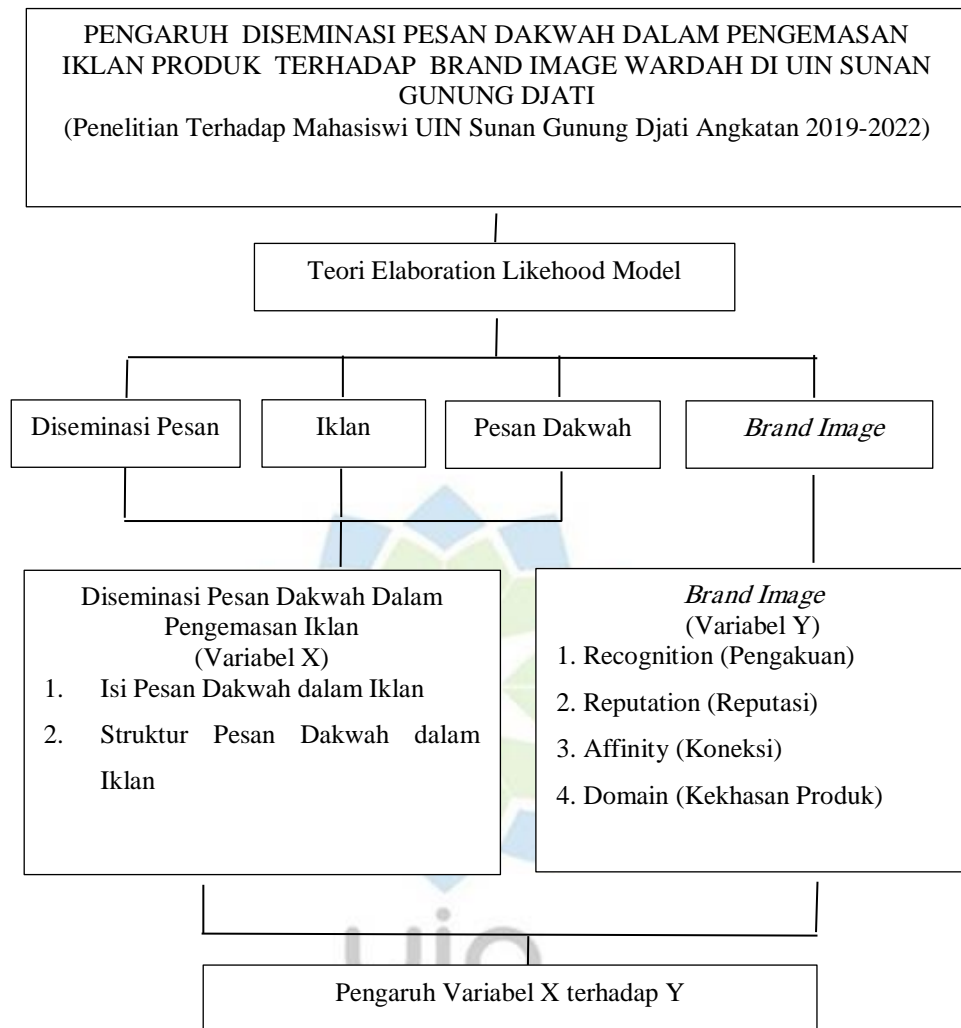 PENGARUH DISEMINASI PESAN DAKWAH DALAM PENGEMASAN
IKLAN PRODUK TERHADAP BRAND IMAGE WARDAH DI UIN SUNAN
GUNUNG DJATI
(Penelitian Terhadap Mahasiswi UIN Sunan Gunung Djati Angkatan 2019-2022)
Teori Elaboration Likehood Model
Diseminasi Pesan
Iklan
Pesan Dakwah
Brand Image
Diseminasi Pesan Dakwah Dalam
Pengemasan Iklan
(Variabel X)
1. Isi Pesan Dakwah dalam Iklan
2. Struktur Pesan Dakwah dalam
Iklan
Brand Image
(Variabel Y)
1. Recognition (Pengakuan)
2. Reputation (Reputasi)
3. Affinity (Koneksi)
4. Domain (Kekhasan Produk)
uin
Pengaruh Variabel X terhadap Y